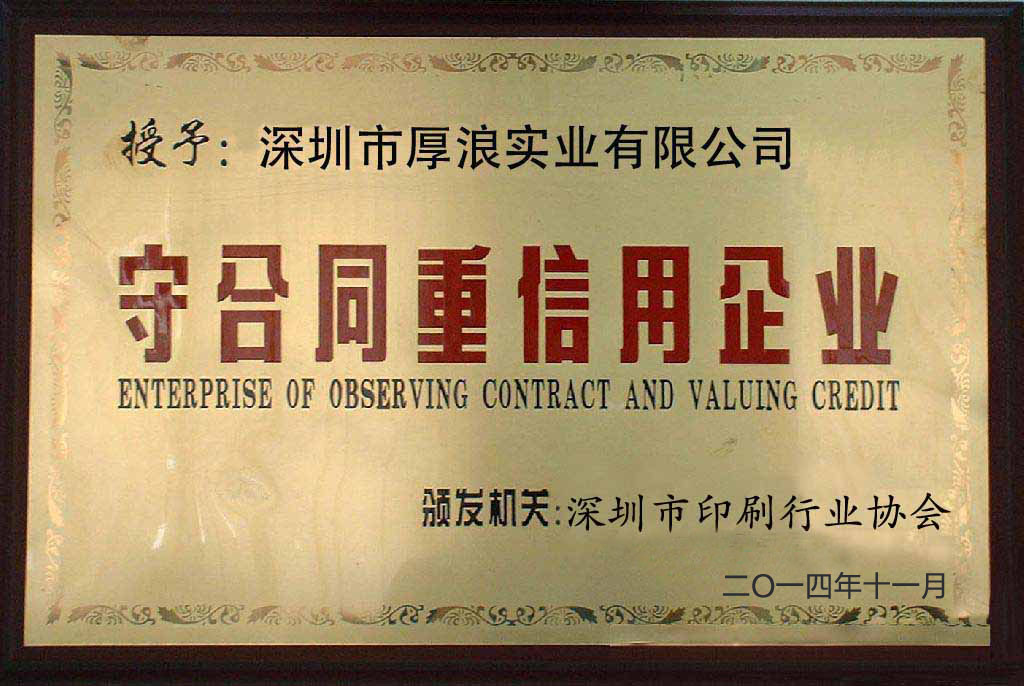 授予：深圳市厚浪实业有限公司
守合同重信用企业
ENTERPRISE OF OBSERVING CONTRACT AND VALUING CREDIT
颁发机关:深圳市印刷行业协会
二〇一四年十一月